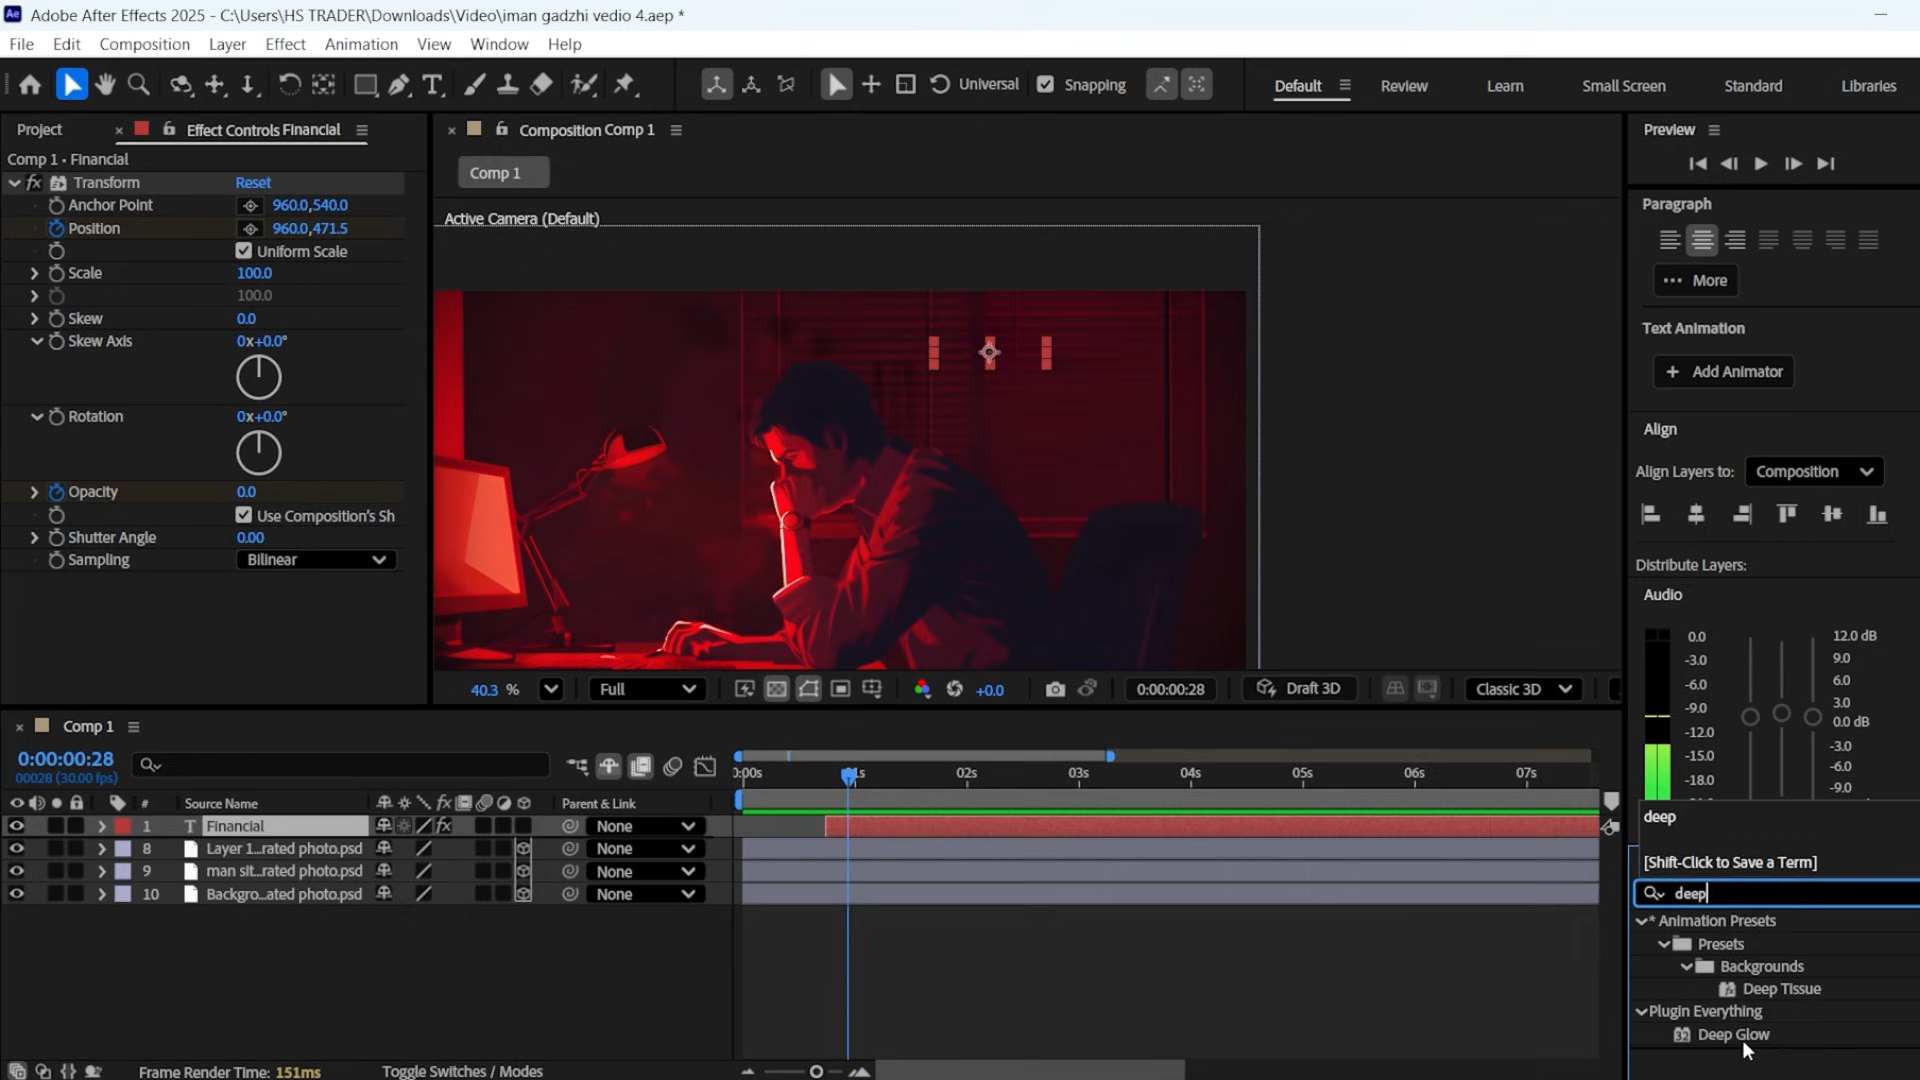 Adobe After Effects 2025 - C:\Users\HS TRADER\Downloads\Video\iman gadzhi vedio 4.aep *
File Edit Composition Layer Effect Animation View Window Help
Universal Snapping Default Review Learn Small Screen Standard Libraries
Project × Effect Controls Financial
Comp 1 • Financial
fx Transform Reset
Anchor Point 960.0,540.0
Position 960.0,471.5
Uniform Scale
Scale 100.0
100.0
Skew 0.0
Skew Axis 0x+0.0°
Rotation 0x+0.0°
Opacity 0.0
Use Composition's Sh
Shutter Angle 0.00
Sampling Bilinear
× Composition Comp 1
Comp 1
Active Camera (Default)
40.3 % Full +0.0 0:00:00:28 Draft 3D Classic 3D
Preview
Paragraph
More
Text Animation
+ Add Animator
Align
Align Layers to: Composition
Distribute Layers:
Audio
0.0 12.0 dB
-3.0 9.0
-6.0 6.0
-9.0 3.0
-12.0 0.0 dB
-15.0 -3.0
-18.0 -6.0
-9.0
deep
[Shift-Click to Save a Term]
deep
* Animation Presets
Presets
Backgrounds
Deep Tissue
Plugin Everything
32 Deep Glow
× Comp 1
0:00:00:28
00028 (30.00 fps)
0:00s 1s 02s 03s 04s 05s 06s 07s
# Source Name fx Parent & Link
1 T Financial fx None
8 Layer 1...rated photo.psd None
9 man sit...rated photo.psd None
10 Backgro...ated photo.psd None
Frame Render Time: 151ms Toggle Switches / Modes